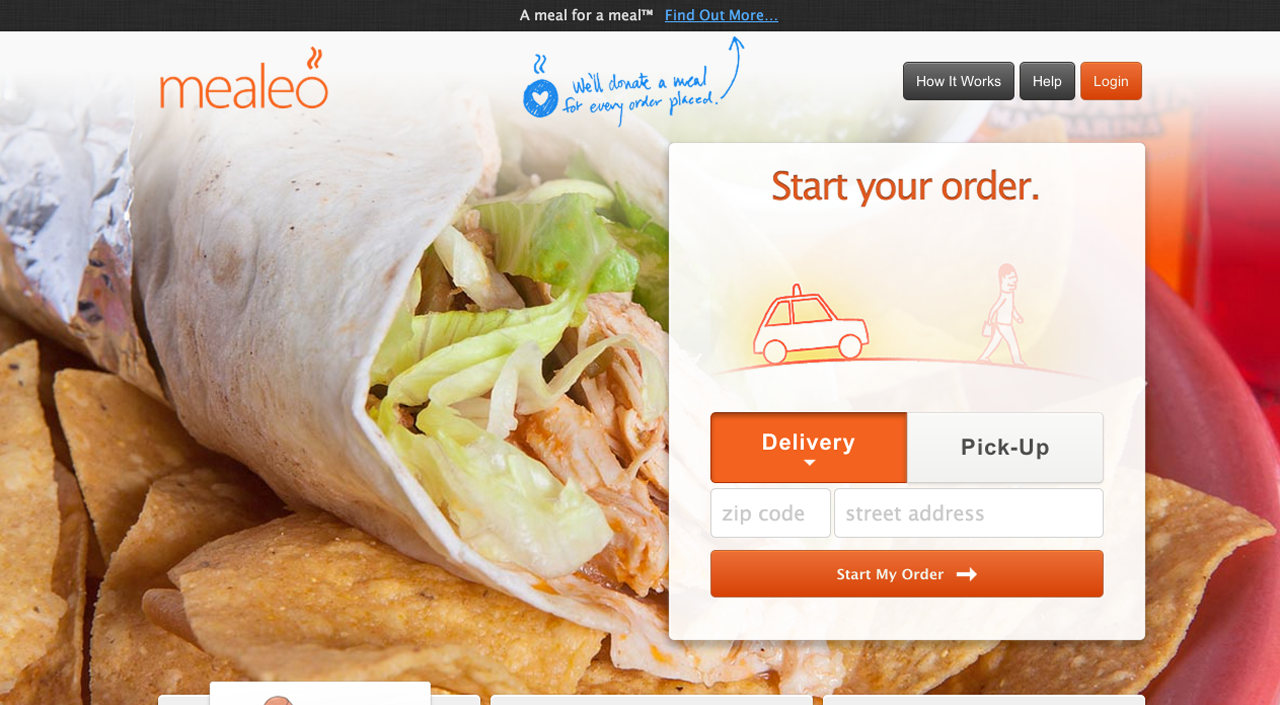 A meal for a meal™ Find Out More...
mealeo
We'll donate a meal
for every order placed.
How It Works
Help
Login
Start your order.
Delivery
Pick-Up
zip code
street address
Start My Order